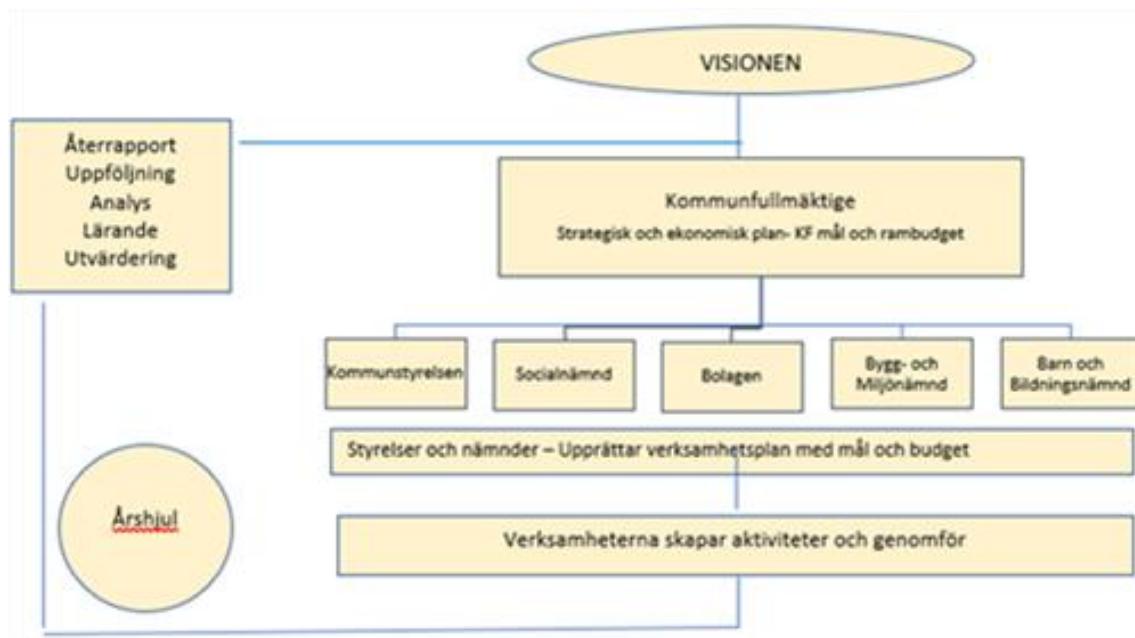 VISIONEN
Återrapport
Uppföljning
Analys
Lärande
Utvärdering
Kommunfullmäktige
Strategisk och ekonomisk plan- KF mål och rambudget
Kommunstyrelsen
Socialnämnd
Bolagen
Bygg- och
Miljönämnd
Barn och
Bildningsnämnd
Styrelser och nämnder – Upprättar verksamhetsplan med mål och budget
Årshjul
Verksamheterna skapar aktiviteter och genomför